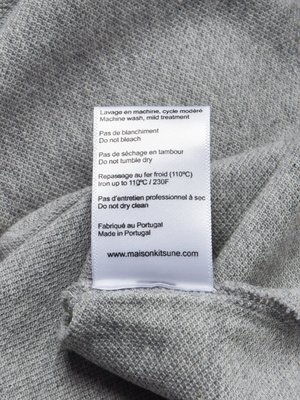 Lavage en machine, cycle modéré
Machine wash, mild treatment
Pas de blanchiment
Do not bleach
Pas de séchage en tambour
Do not tumble dry
Repassage au fer froid (110ºC)
Iron up to 110ºC / 230F
Pas d'entretien professionnel à sec
Do not dry clean
Fabriqué au Portugal
Made in Portugal
www.maisonkitsune.com